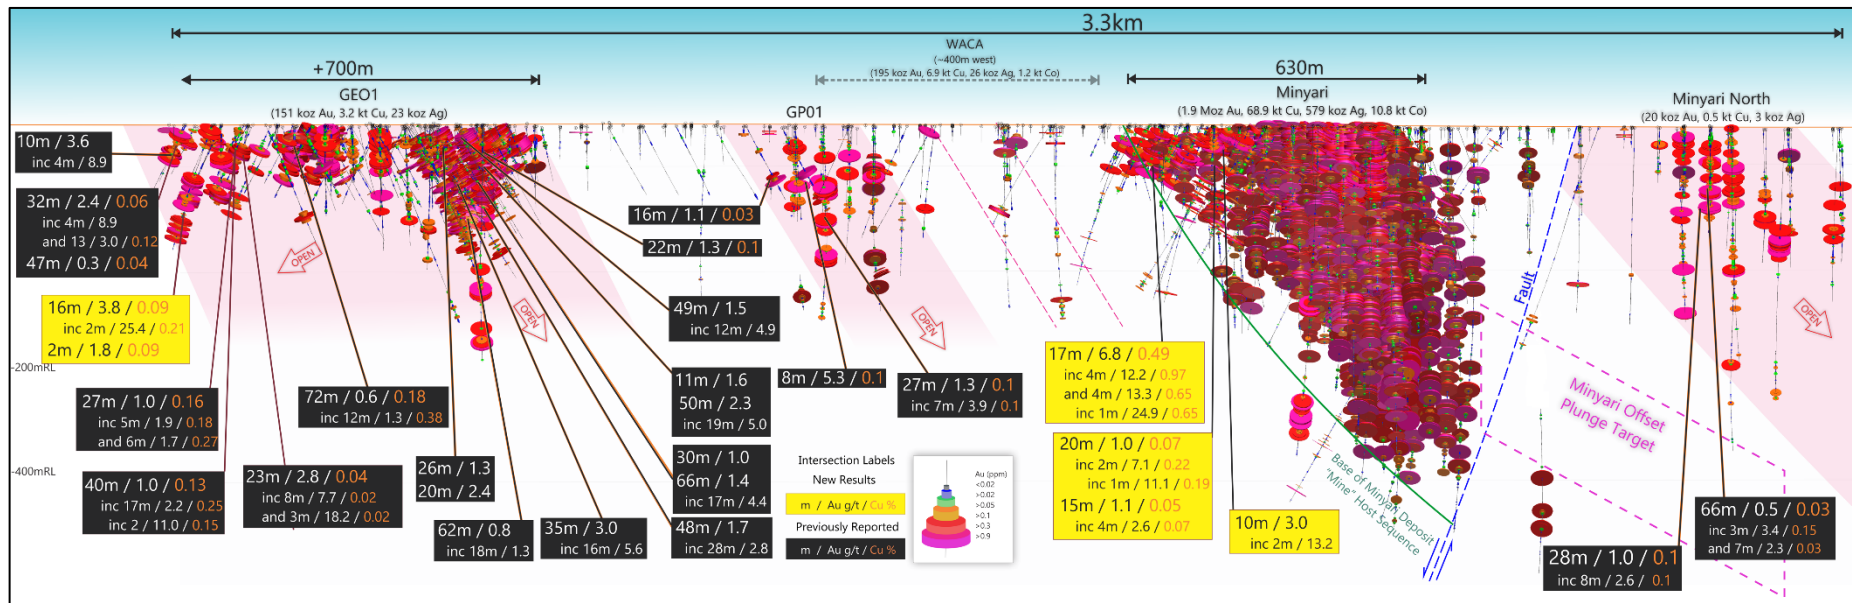 3.3km
WACA
(~400m west)
(195 koz Au, 6.9 kt Cu, 26 koz Ag, 1.2 kt Co)
+700m
GEO1
(151 koz Au, 3.2 kt Cu, 23 koz Ag)
GP01
630m
Minyari
(1.9 Moz Au, 68.9 kt Cu, 579 koz Ag, 10.8 kt Co)
Minyari North
(20 koz Au, 0.5 kt Cu, 3 koz Ag)
10m / 3.6
inc 4m / 8.9
32m / 2.4 / 0.06
inc 4m / 8.9
and 13 / 3.0 / 0.12
47m / 0.3 / 0.04
16m / 3.8 / 0.09
inc 2m / 25.4 / 0.21
2m / 1.8 / 0.09
OPEN
OPEN
OPEN
OPEN
-200mRL
-400mRL
27m / 1.0 / 0.16
inc 5m / 1.9 / 0.18
and 6m / 1.7 / 0.27
40m / 1.0 / 0.13
inc 17m / 2.2 / 0.25
inc 2 / 11.0 / 0.15
23m / 2.8 / 0.04
inc 8m / 7.7 / 0.02
and 3m / 18.2 / 0.02
72m / 0.6 / 0.18
inc 12m / 1.3 / 0.38
26m / 1.3
20m / 2.4
62m / 0.8
inc 18m / 1.3
35m / 3.0
inc 16m / 5.6
16m / 1.1 / 0.03
22m / 1.3 / 0.1
49m / 1.5
inc 12m / 4.9
11m / 1.6
50m / 2.3
inc 19m / 5.0
30m / 1.0
66m / 1.4
inc 17m / 4.4
48m / 1.7
inc 28m / 2.8
8m / 5.3 / 0.1
27m / 1.3 / 0.1
inc 7m / 3.9 / 0.1
Intersection Labels
New Results
m / Au g/t / Cu %
Previously Reported
m / Au g/t / Cu %
Au (ppm)
<0.02
>0.02
>0.05
>0.1
>0.3
>0.9
17m / 6.8 / 0.49
inc 4m / 12.2 / 0.97
and 4m / 13.3 / 0.65
inc 1m / 24.9 / 0.65
20m / 1.0 / 0.07
inc 2m / 7.1 / 0.22
inc 1m / 11.1 / 0.19
15m / 1.1 / 0.05
inc 4m / 2.6 / 0.07
10m / 3.0
inc 2m / 13.2
Base of Minyari Deposit
"Mine" Host Sequence
Fault
Minyari Offset
Plunge Target
28m / 1.0 / 0.1
inc 8m / 2.6 / 0.1
66m / 0.5 / 0.03
inc 3m / 3.4 / 0.15
and 7m / 2.3 / 0.03